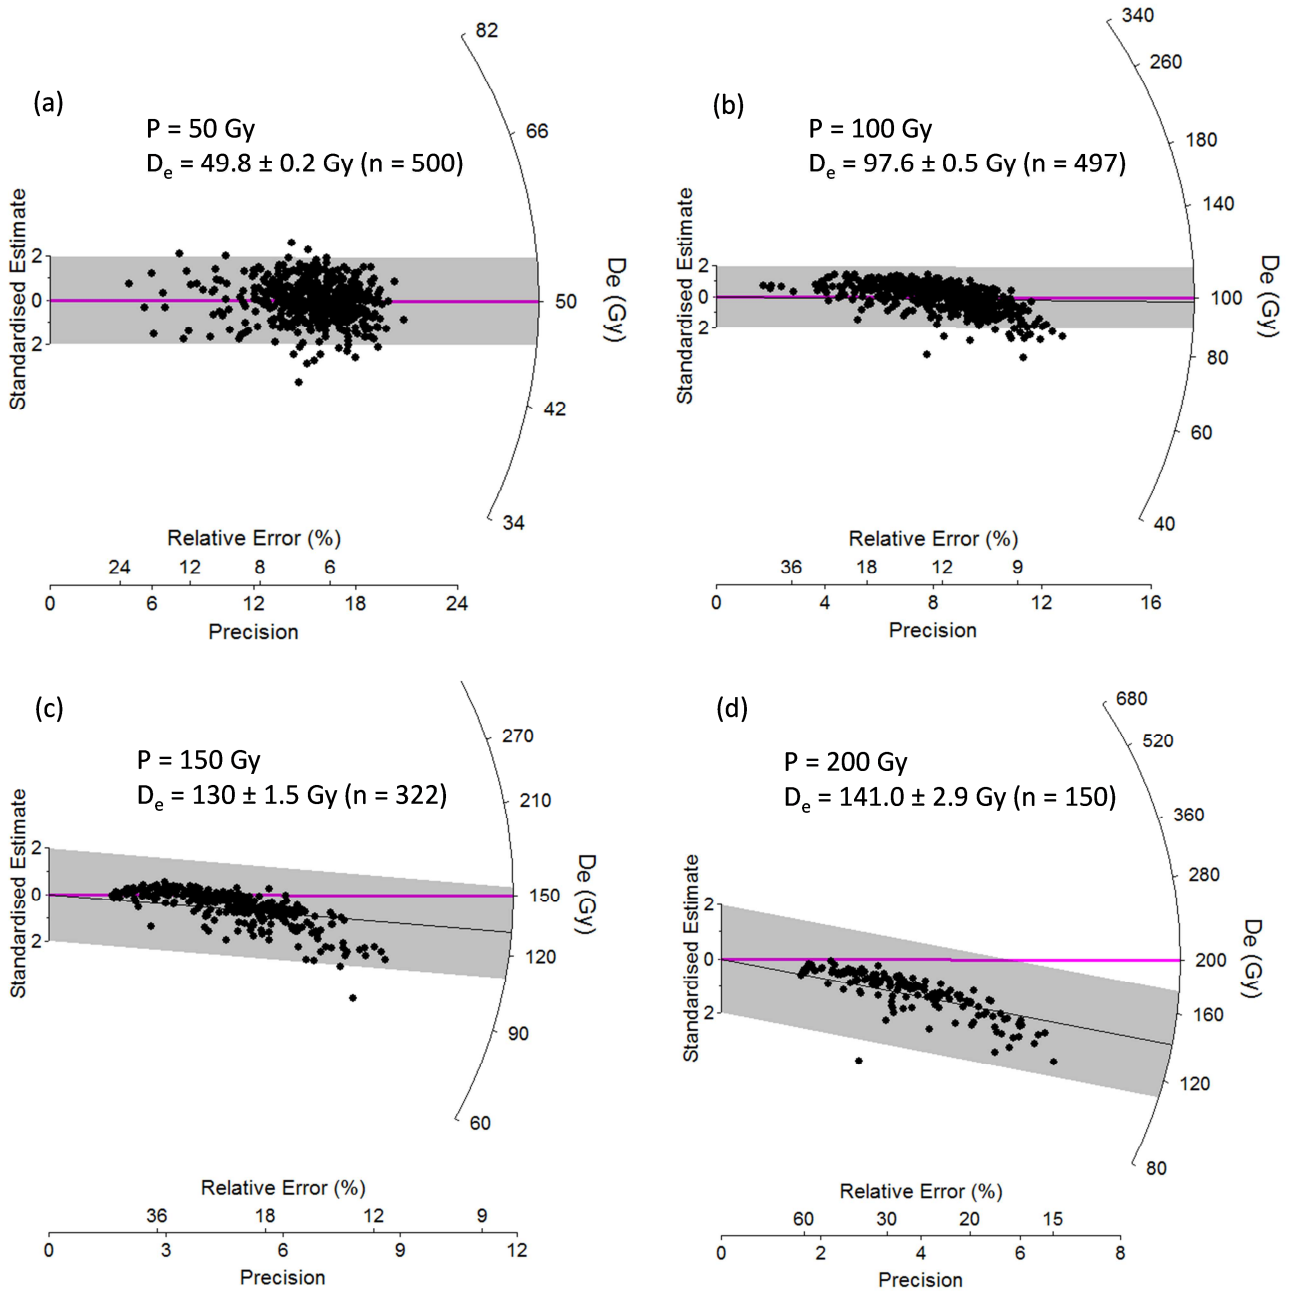 (a)
P = 50 Gy
De = 49.8 ± 0.2 Gy (n = 500)
Standardised Estimate
2
0
2
82
66
50
42
34
De (Gy)
Relative Error (%)
24 12 8 6
0 6 12 18 24
Precision
(b)
P = 100 Gy
De = 97.6 ± 0.5 Gy (n = 497)
Standardised Estimate
2
0
2
340
260
180
140
100
80
60
40
De (Gy)
Relative Error (%)
36 18 12 9
0 4 8 12 16
Precision
(c)
P = 150 Gy
De = 130 ± 1.5 Gy (n = 322)
Standardised Estimate
2
0
2
270
210
150
120
90
60
De (Gy)
Relative Error (%)
36 18 12 9
0 3 6 9 12
Precision
(d)
P = 200 Gy
De = 141.0 ± 2.9 Gy (n = 150)
Standardised Estimate
2
0
2
680
520
360
280
200
160
120
80
De (Gy)
Relative Error (%)
60 30 20 15
0 2 4 6 8
Precision